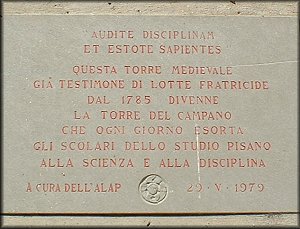 AUDITE DISCIPLINAM
ET ESTOTE SAPIENTES
QUESTA TORRE MEDIEVALE
GIÀ TESTIMONE DI LOTTE FRATRICIDE
DAL 1785 DIVENNE
LA TORRE DEL CAMPANO
CHE OGNI GIORNO ESORTA
GLI SCOLARI DELLO STUDIO PISANO
ALLA SCIENZA E ALLA DISCIPLINA
A CURA DELL'ALAP 29·V·1979